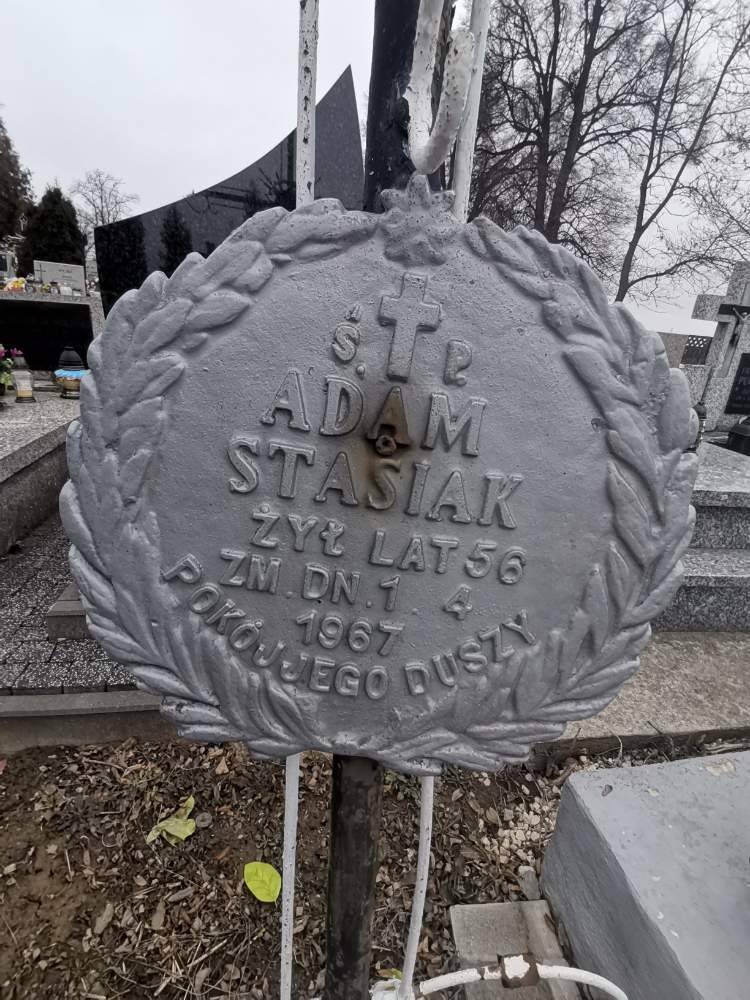 Ś. P.
ADAM
STASIAK
ŻYŁ LAT 56
ZM. DN. 1. 4
1967
POKÓJ JEGO DUSZY